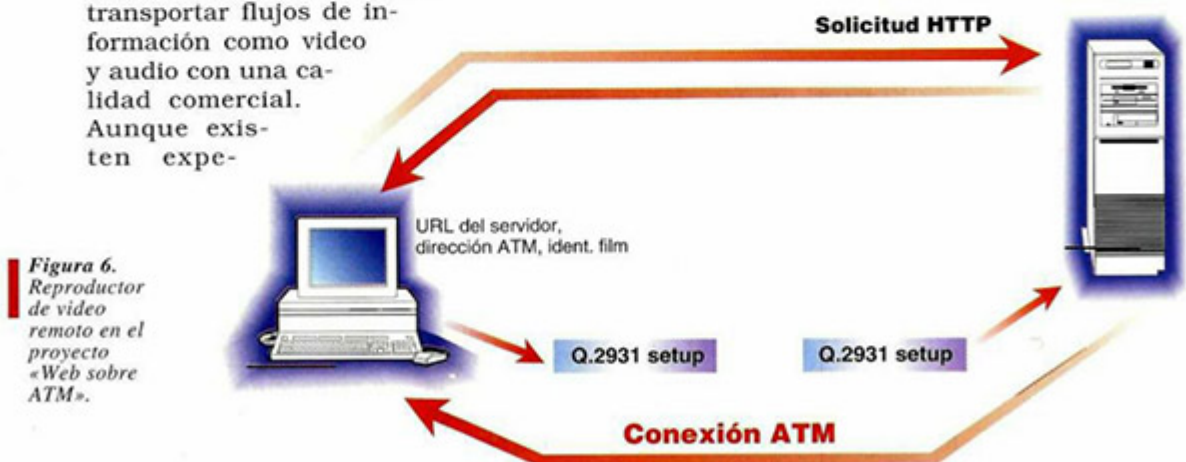 transportar flujos de in-
formación como video
y audio con una ca-
lidad comercial.
Aunque exis-
ten expe-
Solicitud HTTP
URL del servidor,
dirección ATM, ident. film
Figura 6.
Reproductor
de video
remoto en el
proyecto
«Web sobre
ATM».
Q.2931 setup
Q.2931 setup
Conexión ATM